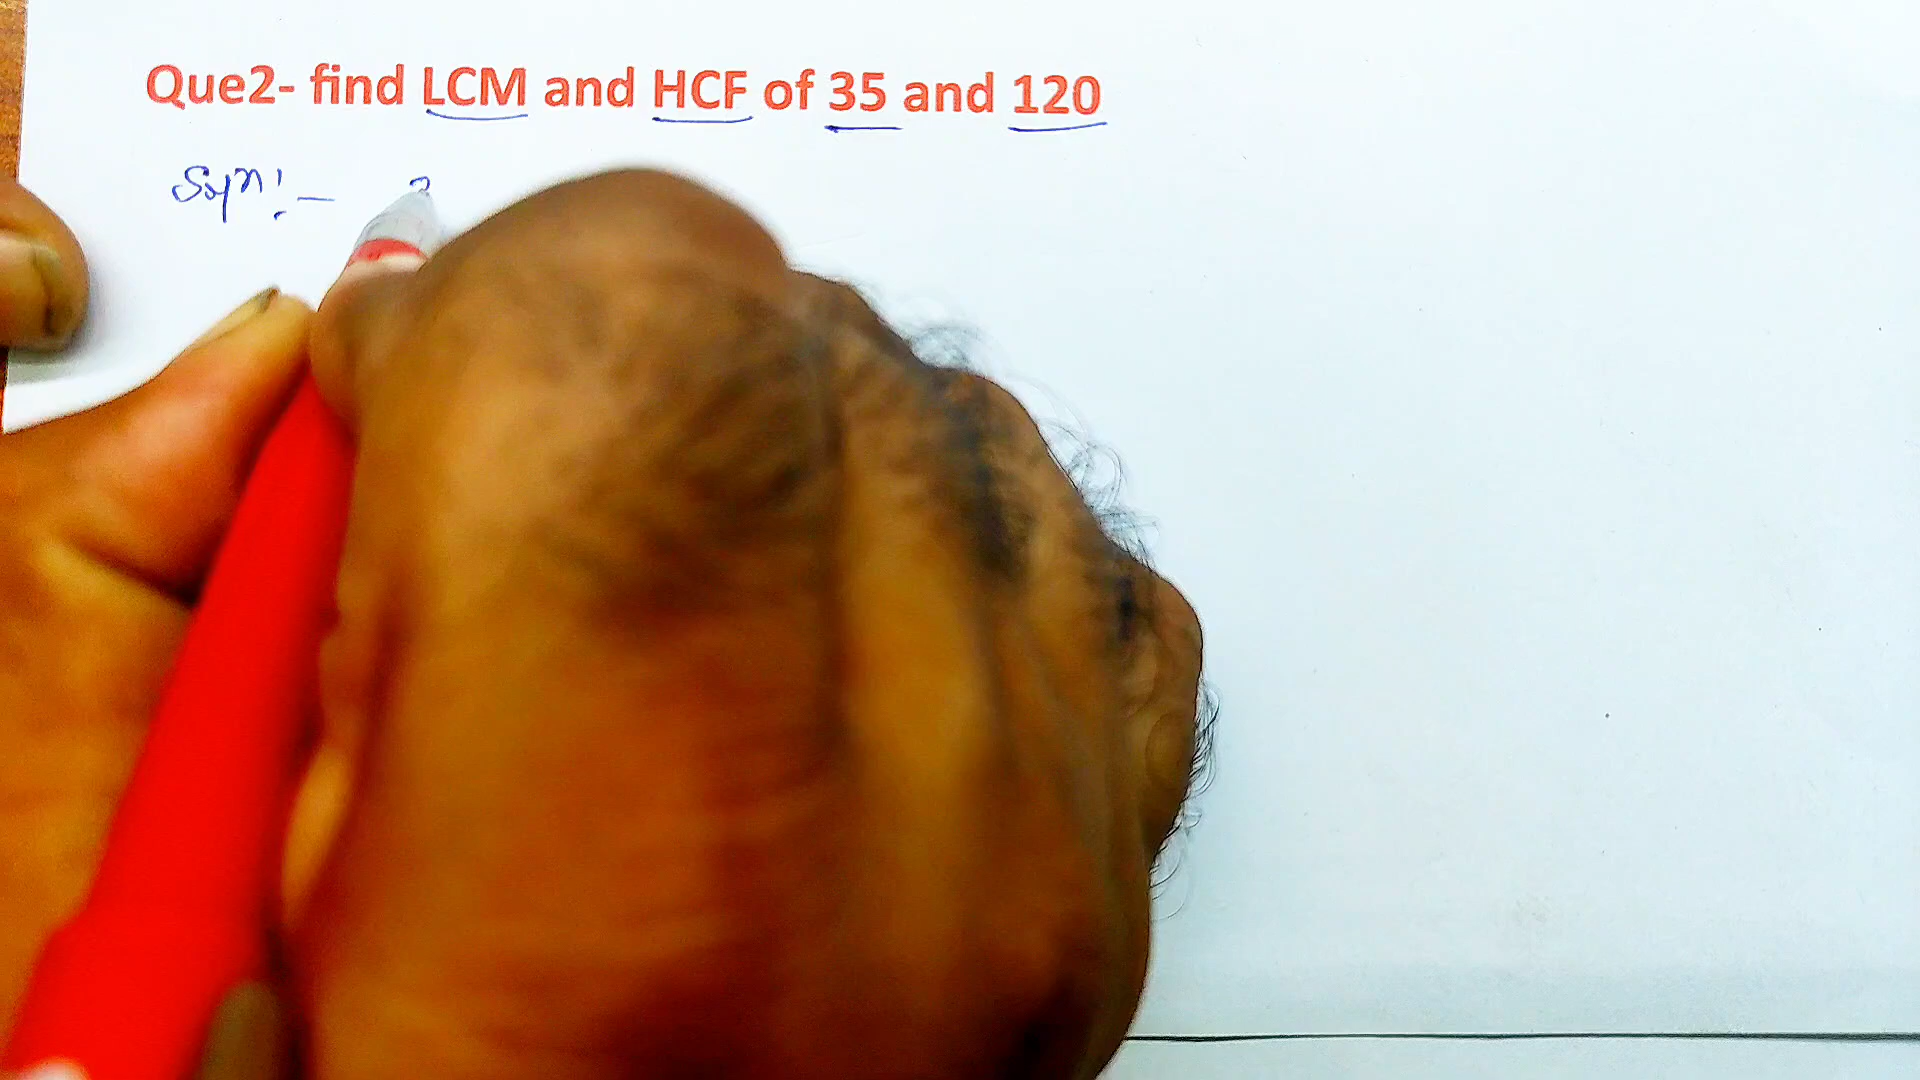 Que2- find LCM and HCF of 35 and 120
Soln:-